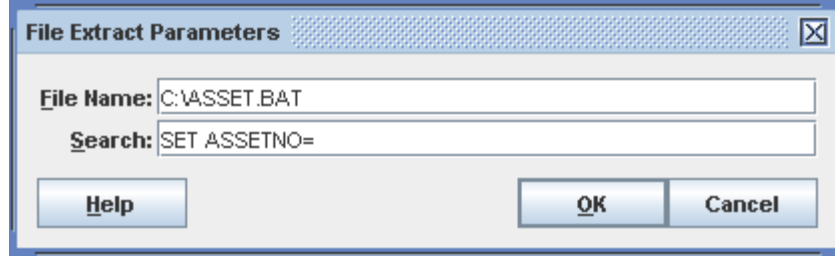 File Extract Parameters
File Name: C:\ASSET.BAT
Search: SET ASSETNO=
Help OK Cancel